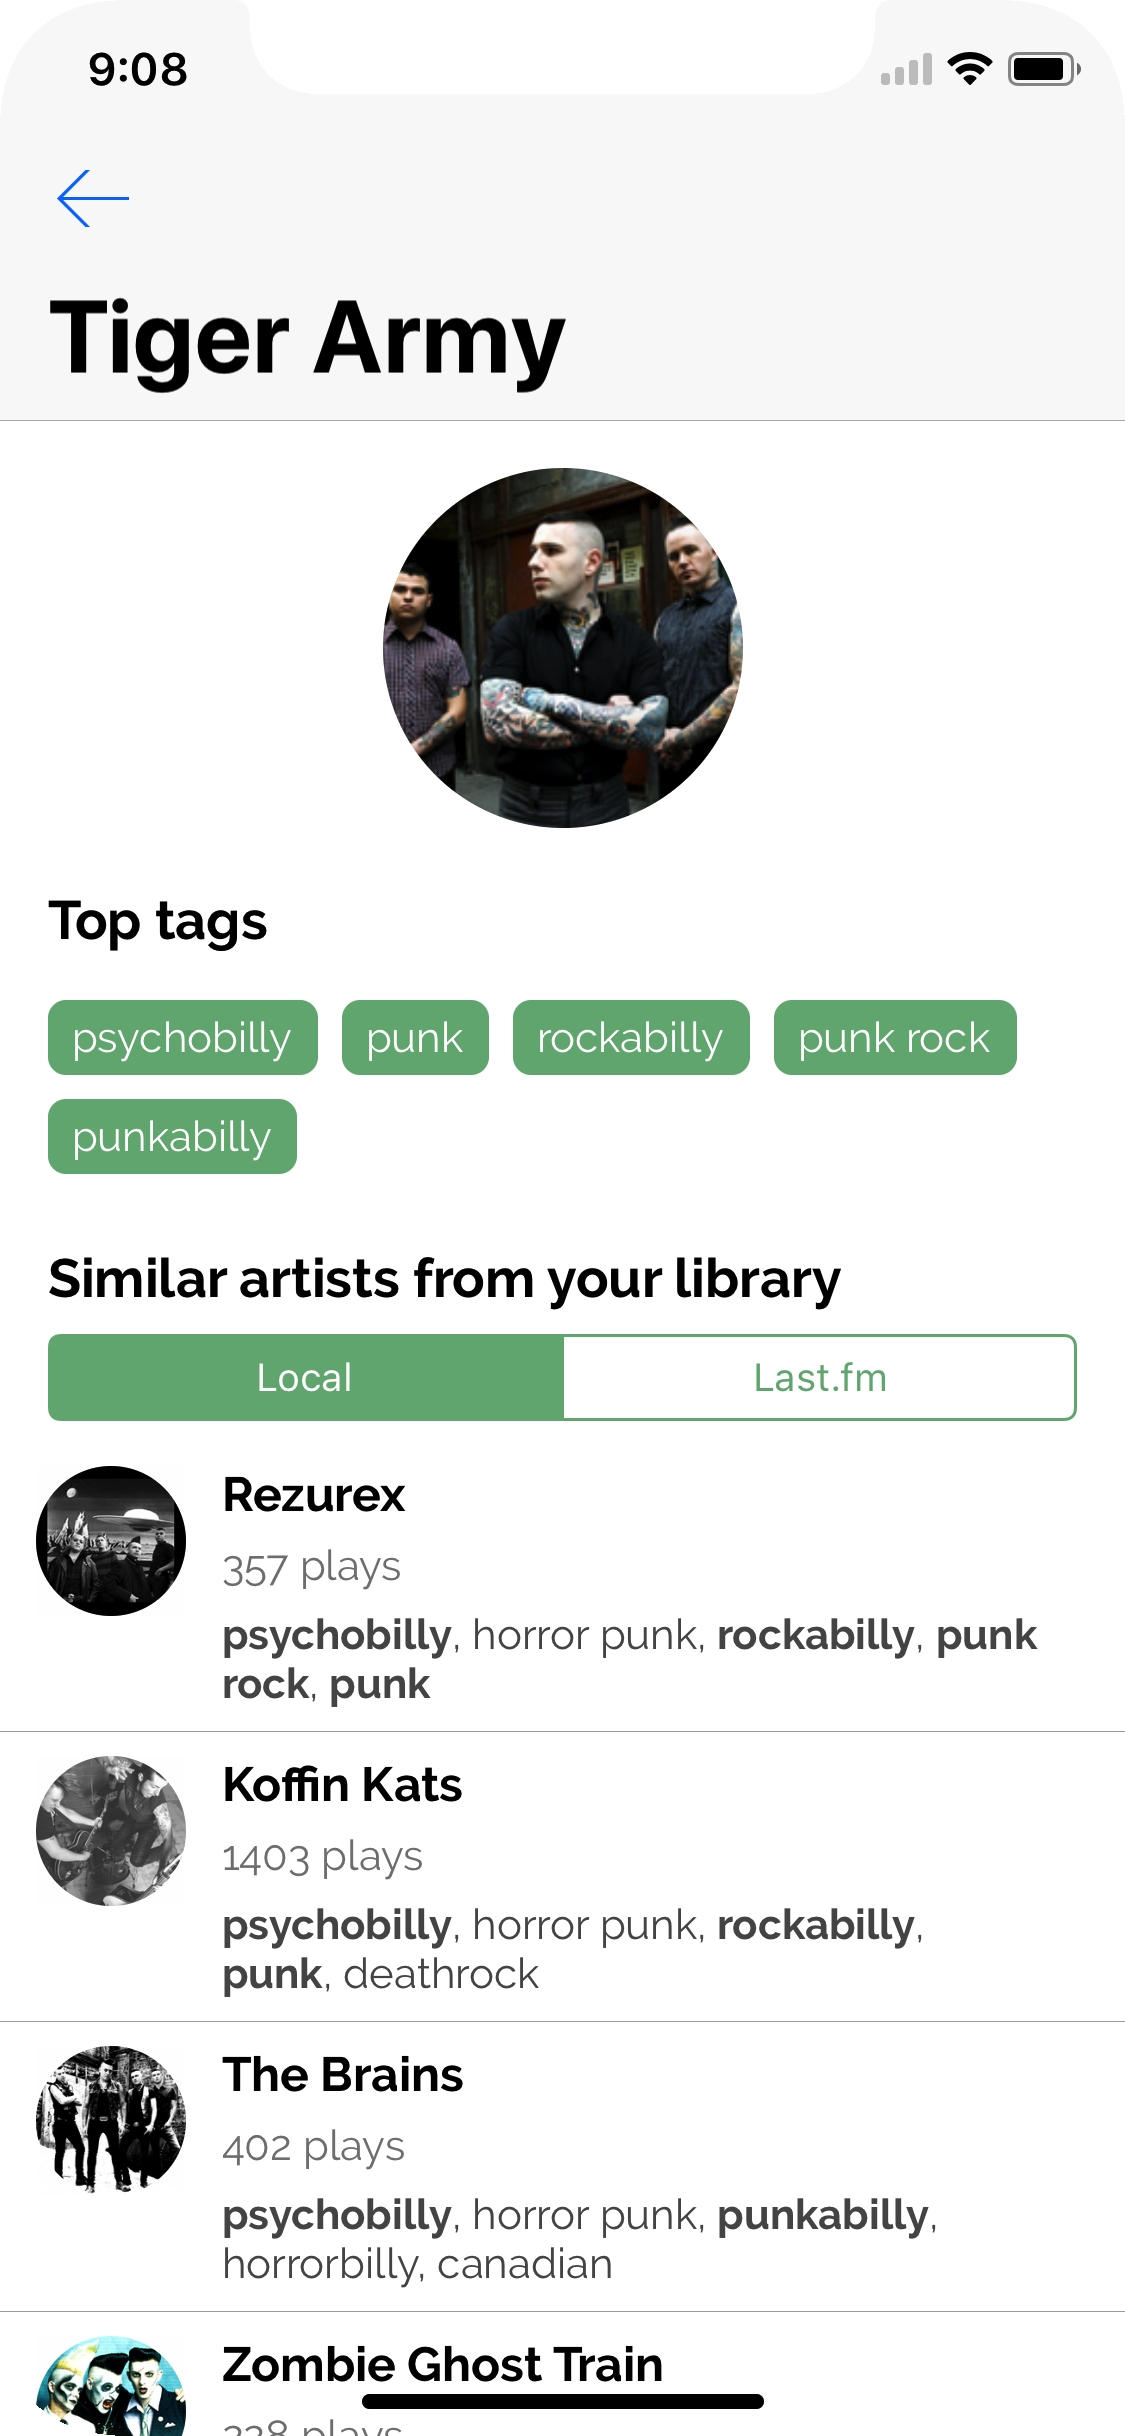 9:08
Tiger Army
Top tags
psychobilly punk rockabilly punk rock
punkabilly
Similar artists from your library
Local Last.fm
Rezurex
357 plays
psychobilly, horror punk, rockabilly, punk
rock, punk
Koffin Kats
1403 plays
psychobilly, horror punk, rockabilly,
punk, deathrock
The Brains
402 plays
psychobilly, horror punk, punkabilly,
horrorbilly, canadian
Zombie Ghost Train
plays